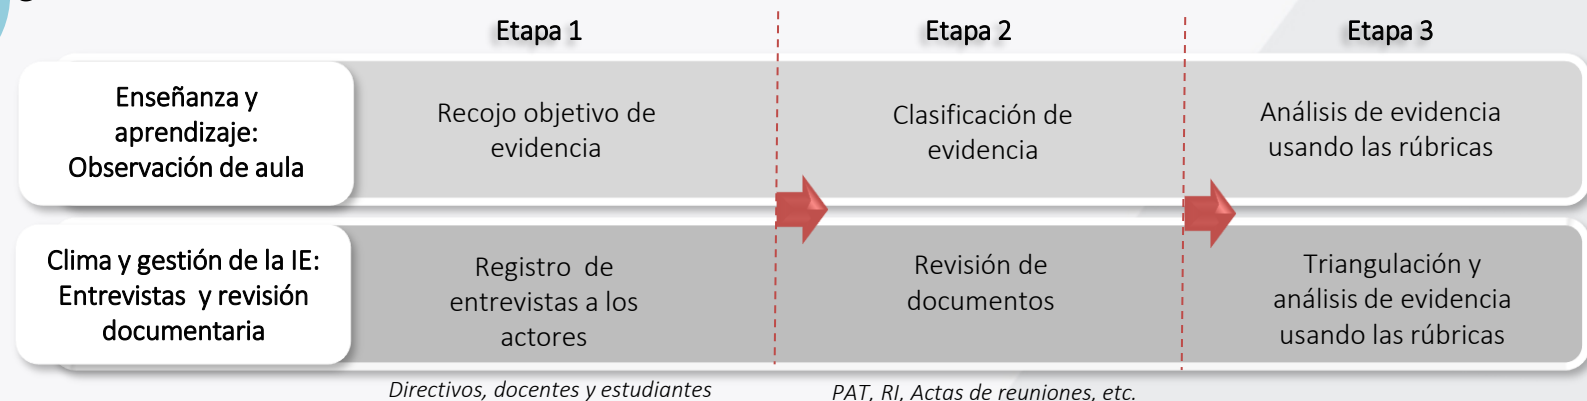 Etapa 1
Etapa 2
Etapa 3
Enseñanza y
aprendizaje:
Observación de aula
Recojo objetivo de
evidencia
Clasificación de
evidencia
Análisis de evidencia
usando las rúbricas
Clima y gestión de la IE:
Entrevistas y revisión
documentaria
Registro de
entrevistas a los
actores
Revisión de
documentos
Triangulación y
análisis de evidencia
usando las rúbricas
Directivos, docentes y estudiantes
PAT, RI, Actas de reuniones, etc.